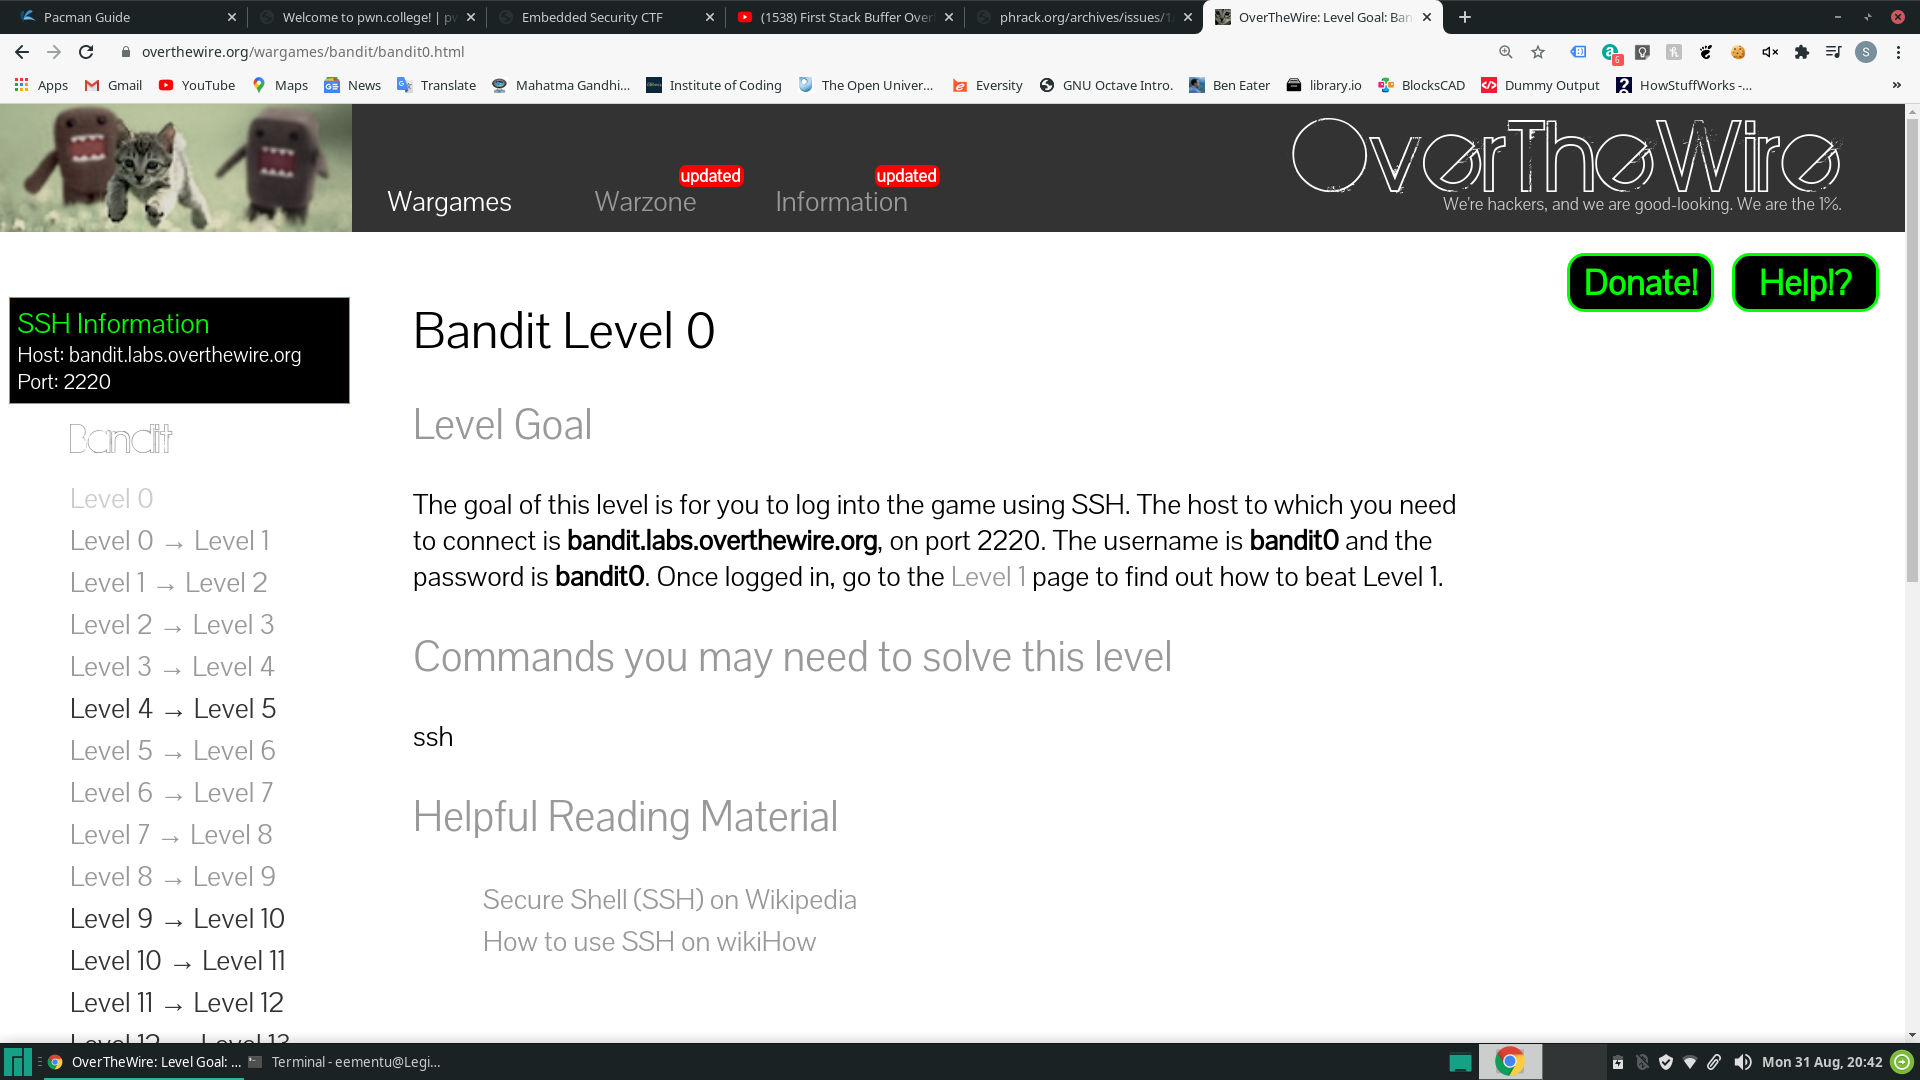 Pacman Guide
Welcome to pwn.college! | pw
Embedded Security CTF
(1538) First Stack Buffer Over
phrack.org/archives/issues/1
OverTheWire: Level Goal: Ban
overthewire.org/wargames/bandit/bandit0.html
6
S
Apps
Gmail
YouTube
Maps
News
Translate
Mahatma Gandhi...
Institute of Coding
The Open Univer...
Eversity
GNU Octave Intro.
Ben Eater
library.io
BlocksCAD
Dummy Output
HowStuffWorks -...
»
Wargames
Warzone
updated
Information
updated
OverTheWire
We're hackers, and we are good-looking. We are the 1%.
Donate!
Help!?
SSH Information
Host: bandit.labs.overthewire.org
Port: 2220
Bandit
Level 0
Level 0 → Level 1
Level 1 → Level 2
Level 2 → Level 3
Level 3 → Level 4
Level 4 → Level 5
Level 5 → Level 6
Level 6 → Level 7
Level 7 → Level 8
Level 8 → Level 9
Level 9 → Level 10
Level 10 → Level 11
Level 11 → Level 12
Level 12 → Level 13
Bandit Level 0
Level Goal
The goal of this level is for you to log into the game using SSH. The host to which you need
to connect is bandit.labs.overthewire.org, on port 2220. The username is bandit0 and the
password is bandit0. Once logged in, go to the Level 1 page to find out how to beat Level 1.
Commands you may need to solve this level
ssh
Helpful Reading Material
Secure Shell (SSH) on Wikipedia
How to use SSH on wikiHow
OverTheWire: Level Goal: ...
Terminal - eementu@Legi...
Mon 31 Aug, 20:42